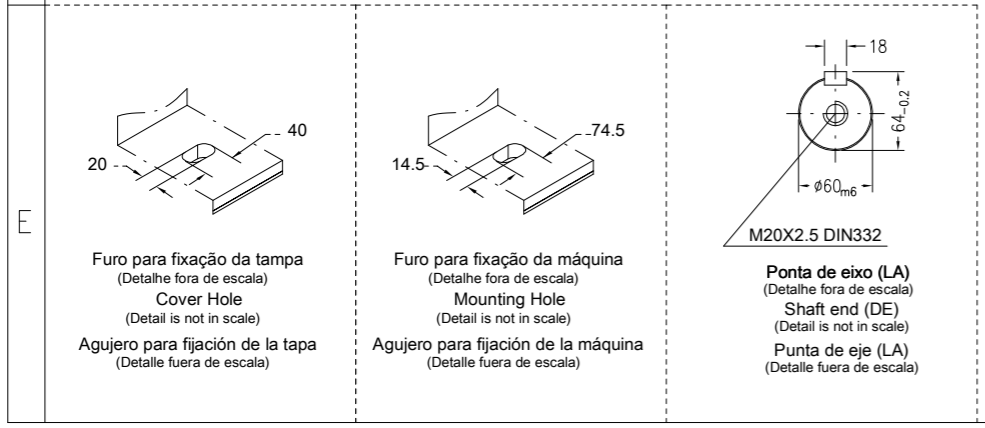 E
40
20
Furo para fixação da tampa
(Detalhe fora de escala)
Cover Hole
(Detail is not in scale)
Agujero para fijación de la tapa
(Detalle fuera de escala)
74.5
14.5
Furo para fixação da máquina
(Detalhe fora de escala)
Mounting Hole
(Detail is not in scale)
Agujero para fijación de la máquina
(Detalle fuera de escala)
18
64-0.2
ø60m6
M20X2.5 DIN332
Ponta de eixo (LA)
(Detalhe fora de escala)
Shaft end (DE)
(Detail is not in scale)
Punta de eje (LA)
(Detalle fuera de escala)